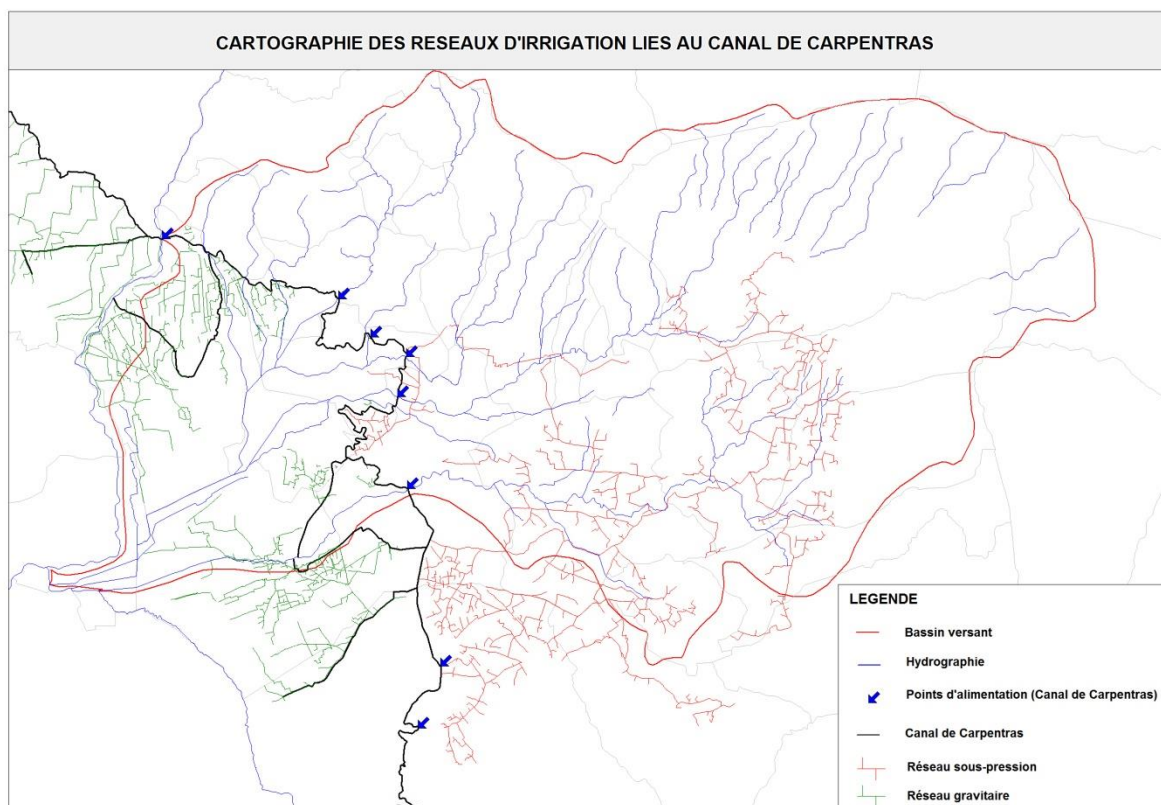 CARTOGRAPHIE DES RESEAUX D'IRRIGATION LIES AU CANAL DE CARPENTRAS
LEGENDE
Bassin versant
Hydrographie
Points d'alimentation (Canal de Carpentras)
Canal de Carpentras
Réseau sous-pression
Réseau gravitaire